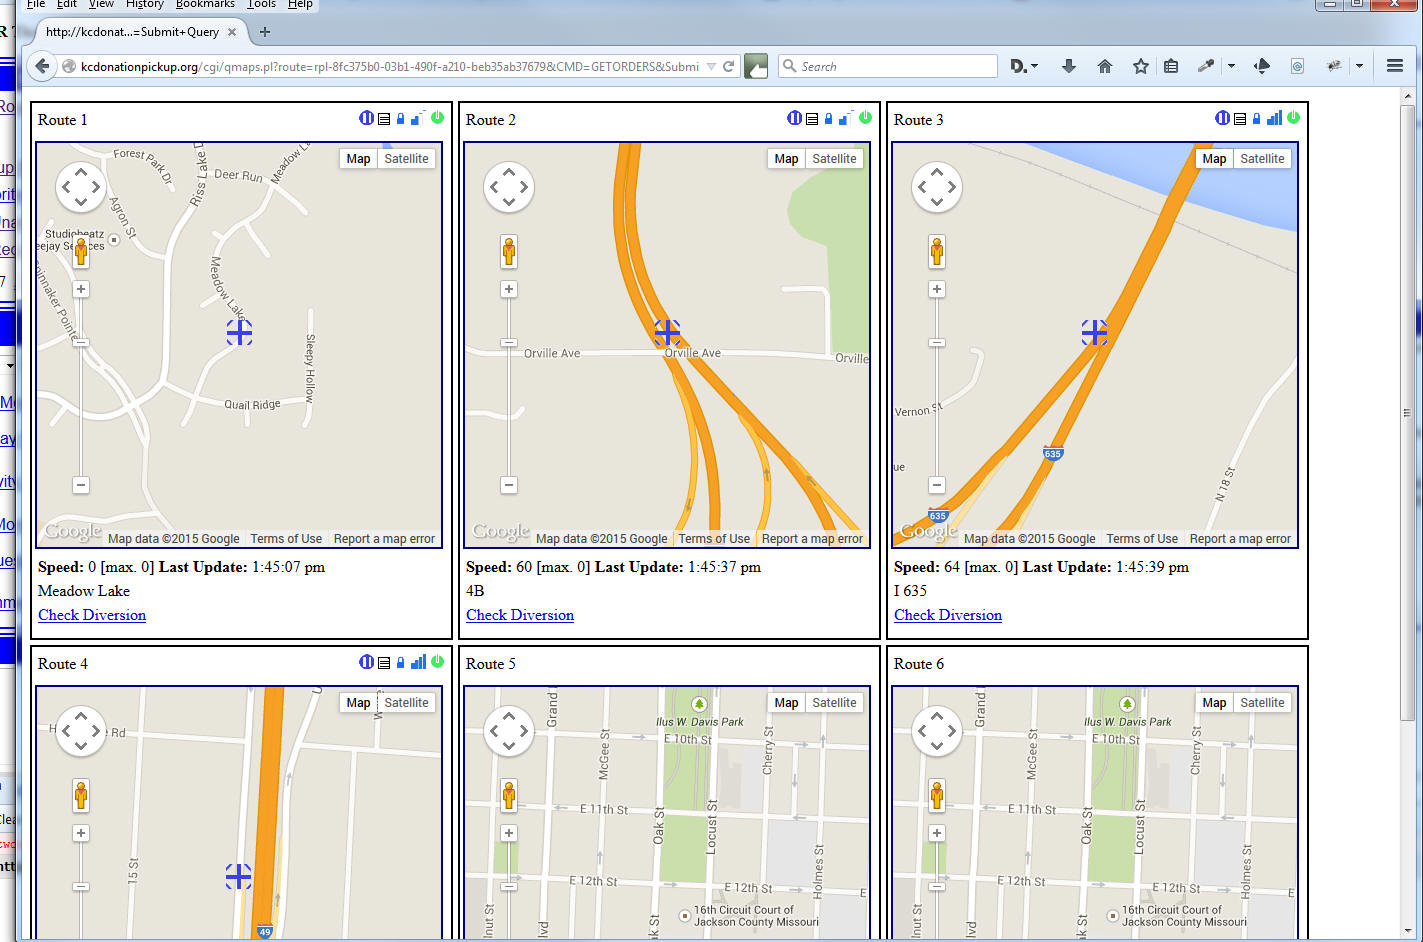 File Edit View History Bookmarks Tools Help
http://kcdonat...=Submit+Query
kcdonationpickup.org/cgi/qmaps.pl?route=rpl-8fc375b0-03b1-490f-a210-beb35ab37679&CMD=GETORDERS&Submi
Search
D.
Route 1
Map Satellite
Forest Park Dr
Riss Lake D
Meadow L
Deer Run
Agron St
Studiobeatz
eejay Services
Meadow Lake
Sleepy Hollow
Quail Ridge
Google
Map data ©2015 Google Terms of Use Report a map error
Speed: 0 [max. 0] Last Update: 1:45:07 pm
Meadow Lake
Check Diversion
Route 2
Map Satellite
Orville Ave Orville Ave Orville
Google
Map data ©2015 Google Terms of Use Report a map error
Speed: 60 [max. 0] Last Update: 1:45:37 pm
4B
Check Diversion
Route 3
Map Satellite
Vernon St
635
ue
N 18 St
635
Google
Map data ©2015 Google Terms of Use Report a map error
Speed: 64 [max. 0] Last Update: 1:45:39 pm
I 635
Check Diversion
Route 4
Map Satellite
Rd
15 St
49
Route 5
Map Satellite
Grand
Ilus W. Davis Park
McGee St
E 10th St
Cherry St
E 11th St
Oak St
Locust St
Holmes St
E 12th St
E 12th St
E
16th Circuit Court of
Jackson County Missouri
nut St
lvd
k St
Route 6
Map Satellite
Grand
Ilus W. Davis Park
McGee St
E 10th St
Cherry St
E 11th St
Oak St
Locust St
Holmes St
E 12th St
E 12th St
E
16th Circuit Court of
Jackson County Missouri
nut St
lvd
k St